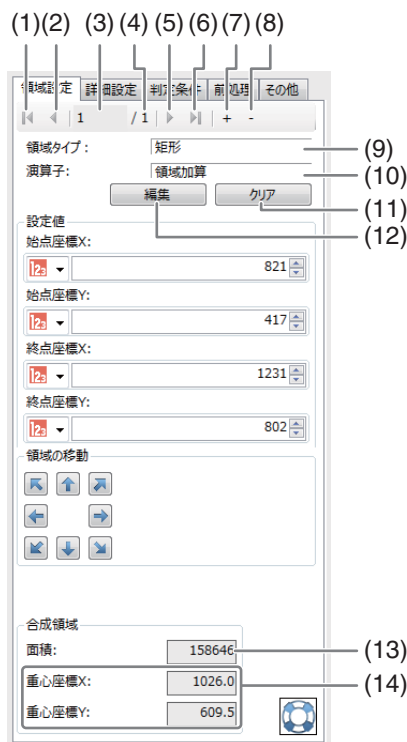 (1)(2) (3) (4) (5) (6) (7) (8)
領域設定 詳細設定 判定条件 前処理 その他
1 / 1 + -
領域タイプ: 矩形 (9)
演算子: 領域加算 (10)
編集 クリア (11)
(12)
設定値
始点座標X:
123 821
始点座標Y:
123 417
終点座標X:
123 1231
終点座標Y:
123 802
領域の移動
合成領域
面積: 158646 (13)
重心座標X: 1026.0 (14)
重心座標Y: 609.5